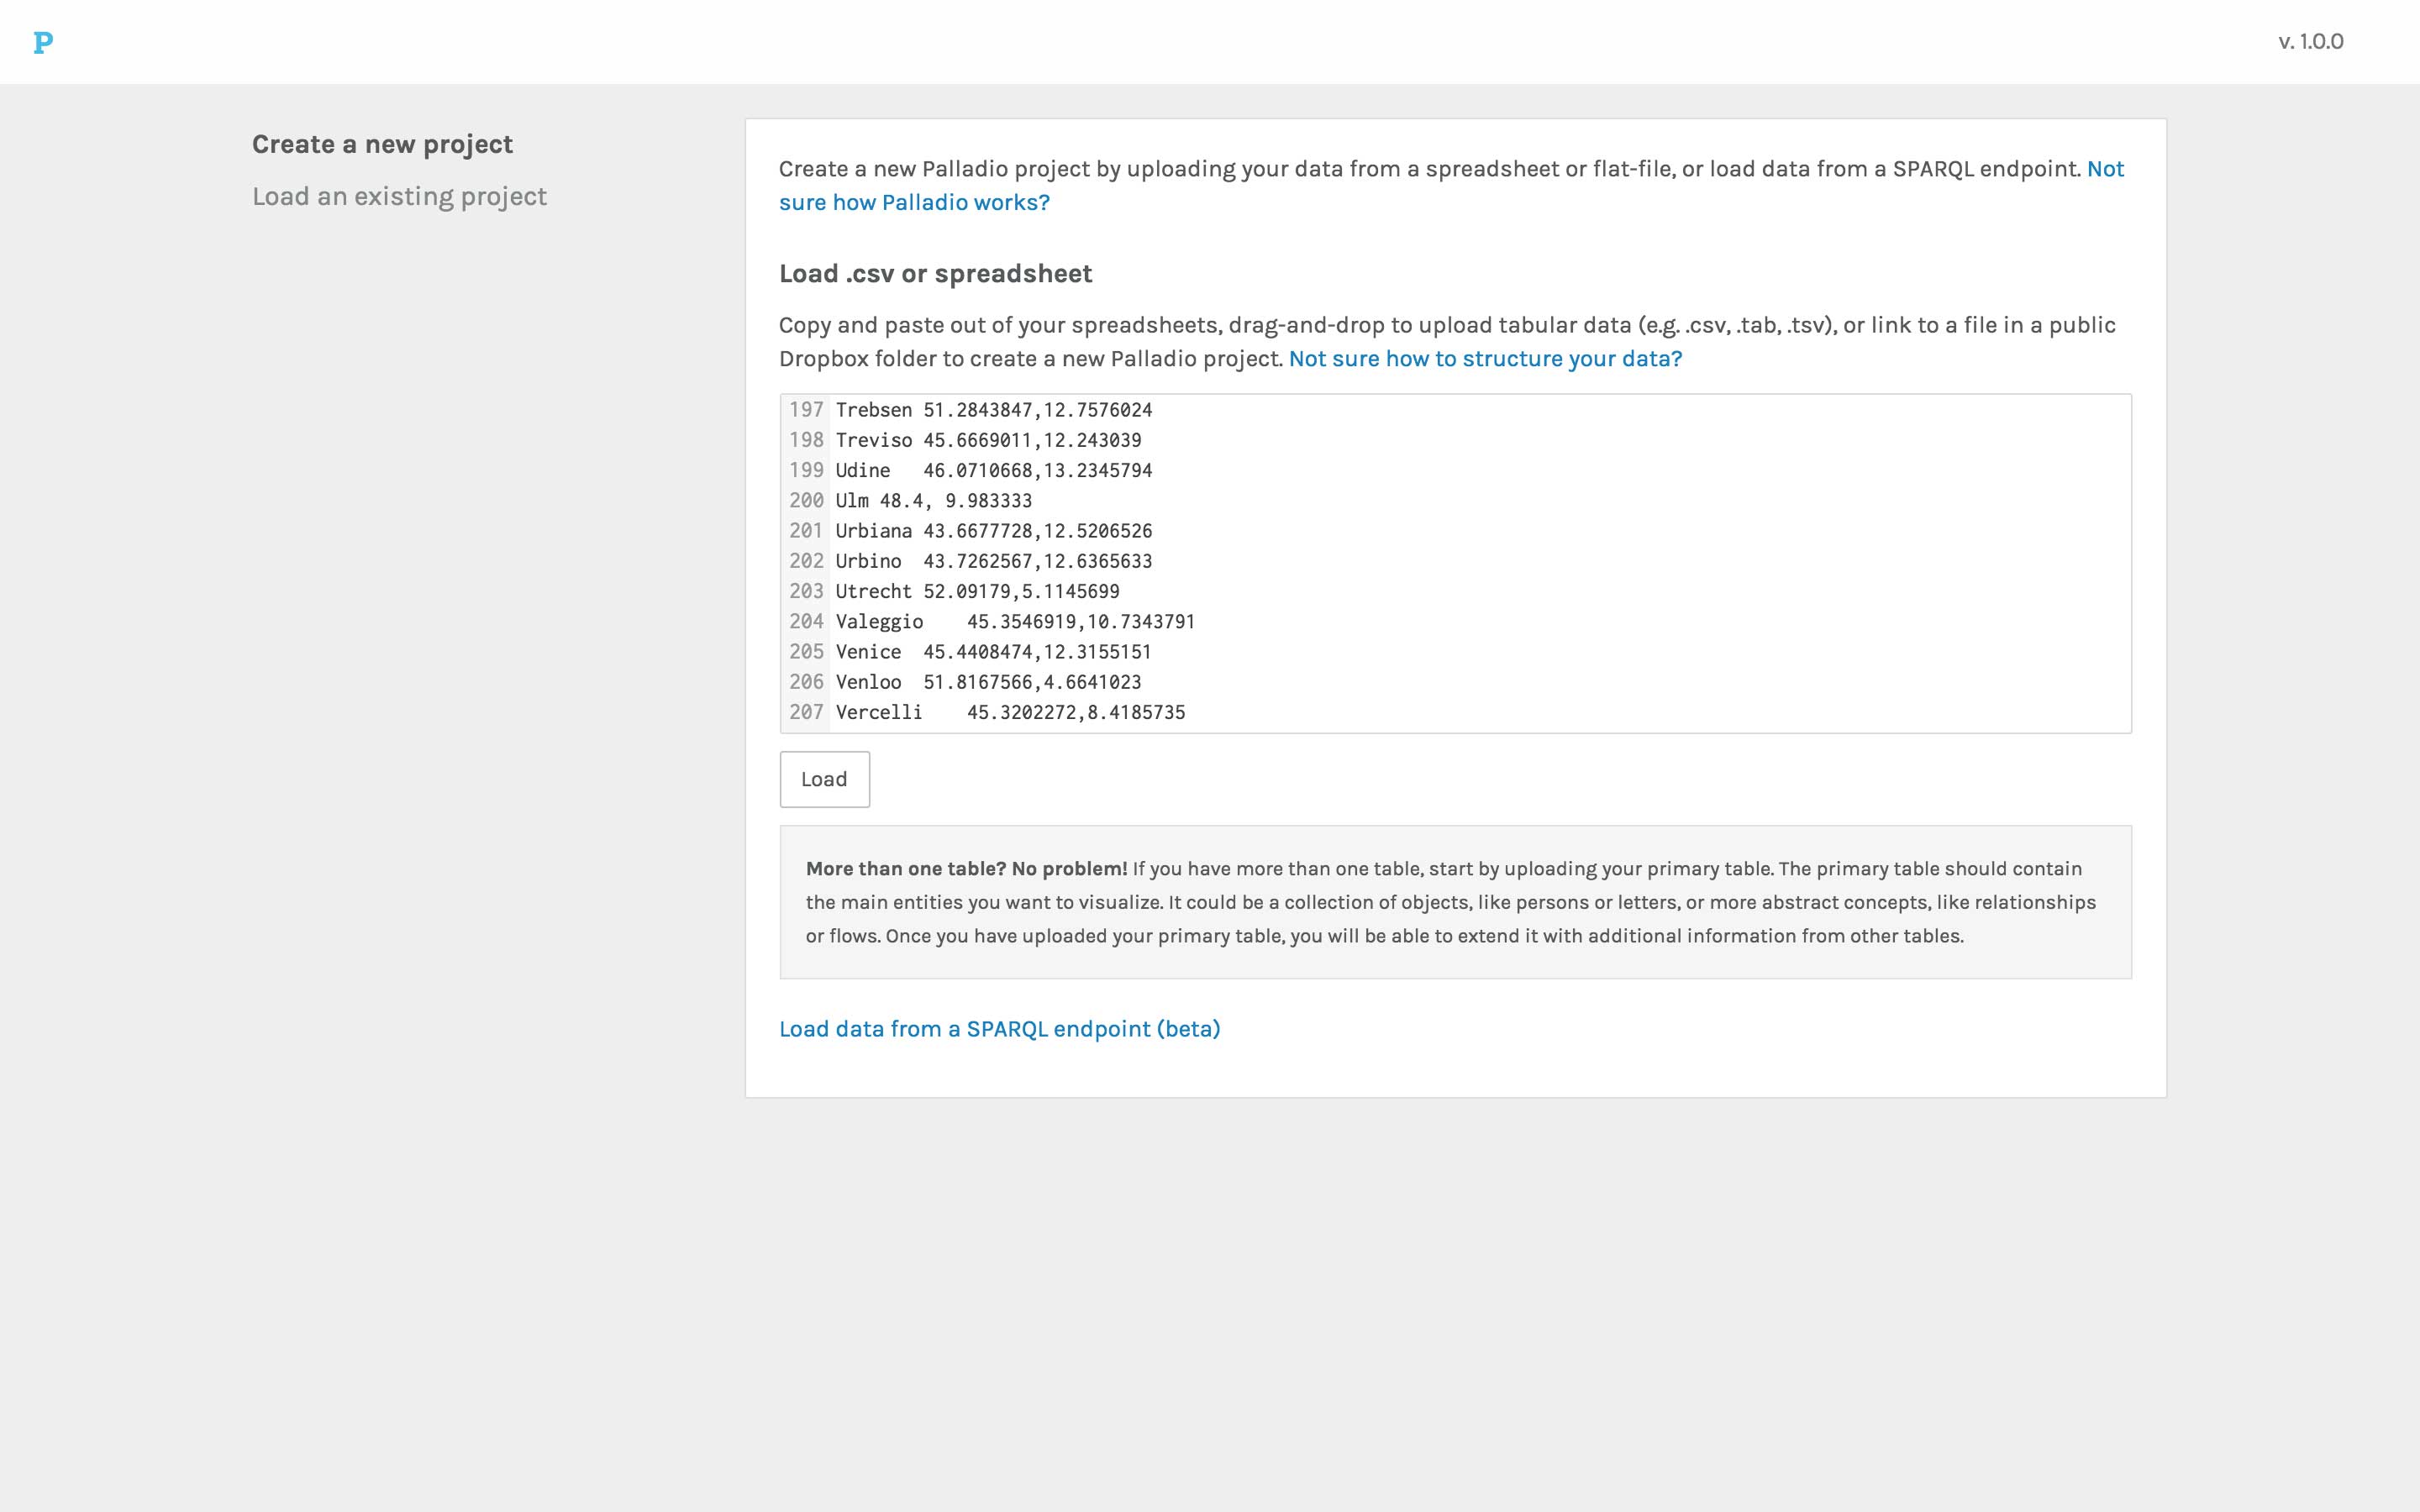 P
v. 1.0.0
Create a new project
Load an existing project
Create a new Palladio project by uploading your data from a spreadsheet or flat-file, or load data from a SPARQL endpoint. Not
sure how Palladio works?
Load .csv or spreadsheet
Copy and paste out of your spreadsheets, drag-and-drop to upload tabular data (e.g. .csv, .tab, .tsv), or link to a file in a public
Dropbox folder to create a new Palladio project. Not sure how to structure your data?
197 Trebsen 51.2843847,12.7576024
198 Treviso 45.6669011,12.243039
199 Udine 46.0710668,13.2345794
200 Ulm 48.4, 9.983333
201 Urbiana 43.6677728,12.5206526
202 Urbino 43.7262567,12.6365633
203 Utrecht 52.09179,5.1145699
204 Valeggio 45.3546919,10.7343791
205 Venice 45.4408474,12.3155151
206 Venloo 51.8167566,4.6641023
207 Vercelli 45.3202272,8.4185735
Load
More than one table? No problem! If you have more than one table, start by uploading your primary table. The primary table should contain
the main entities you want to visualize. It could be a collection of objects, like persons or letters, or more abstract concepts, like relationships
or flows. Once you have uploaded your primary table, you will be able to extend it with additional information from other tables.
Load data from a SPARQL endpoint (beta)